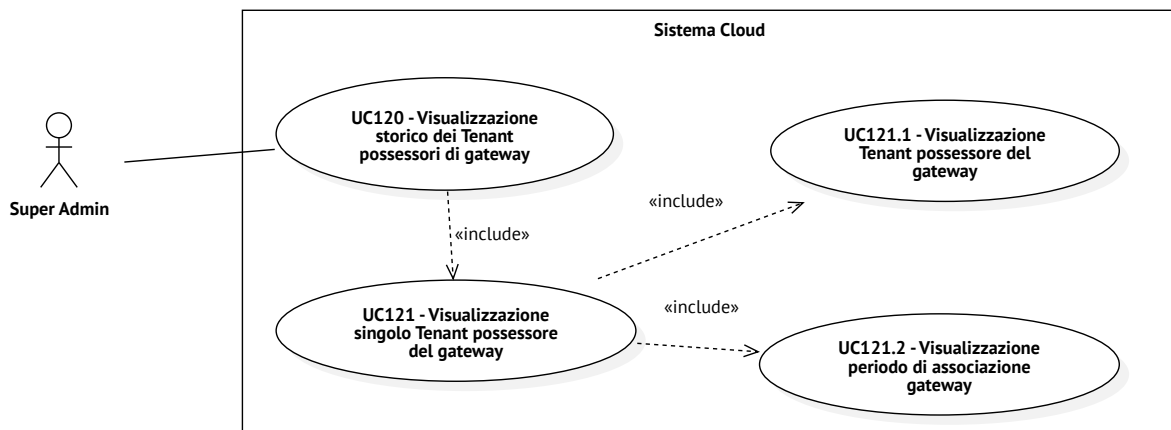 Sistema Cloud
UC120 - Visualizzazione
storico dei Tenant
possessori di gateway
UC121.1 - Visualizzazione
Tenant possessore del
gateway
Super Admin
«include»
«include»
UC121 - Visualizzazione
singolo Tenant possessore
del gateway
«include»
UC121.2 - Visualizzazione
periodo di associazione
gateway